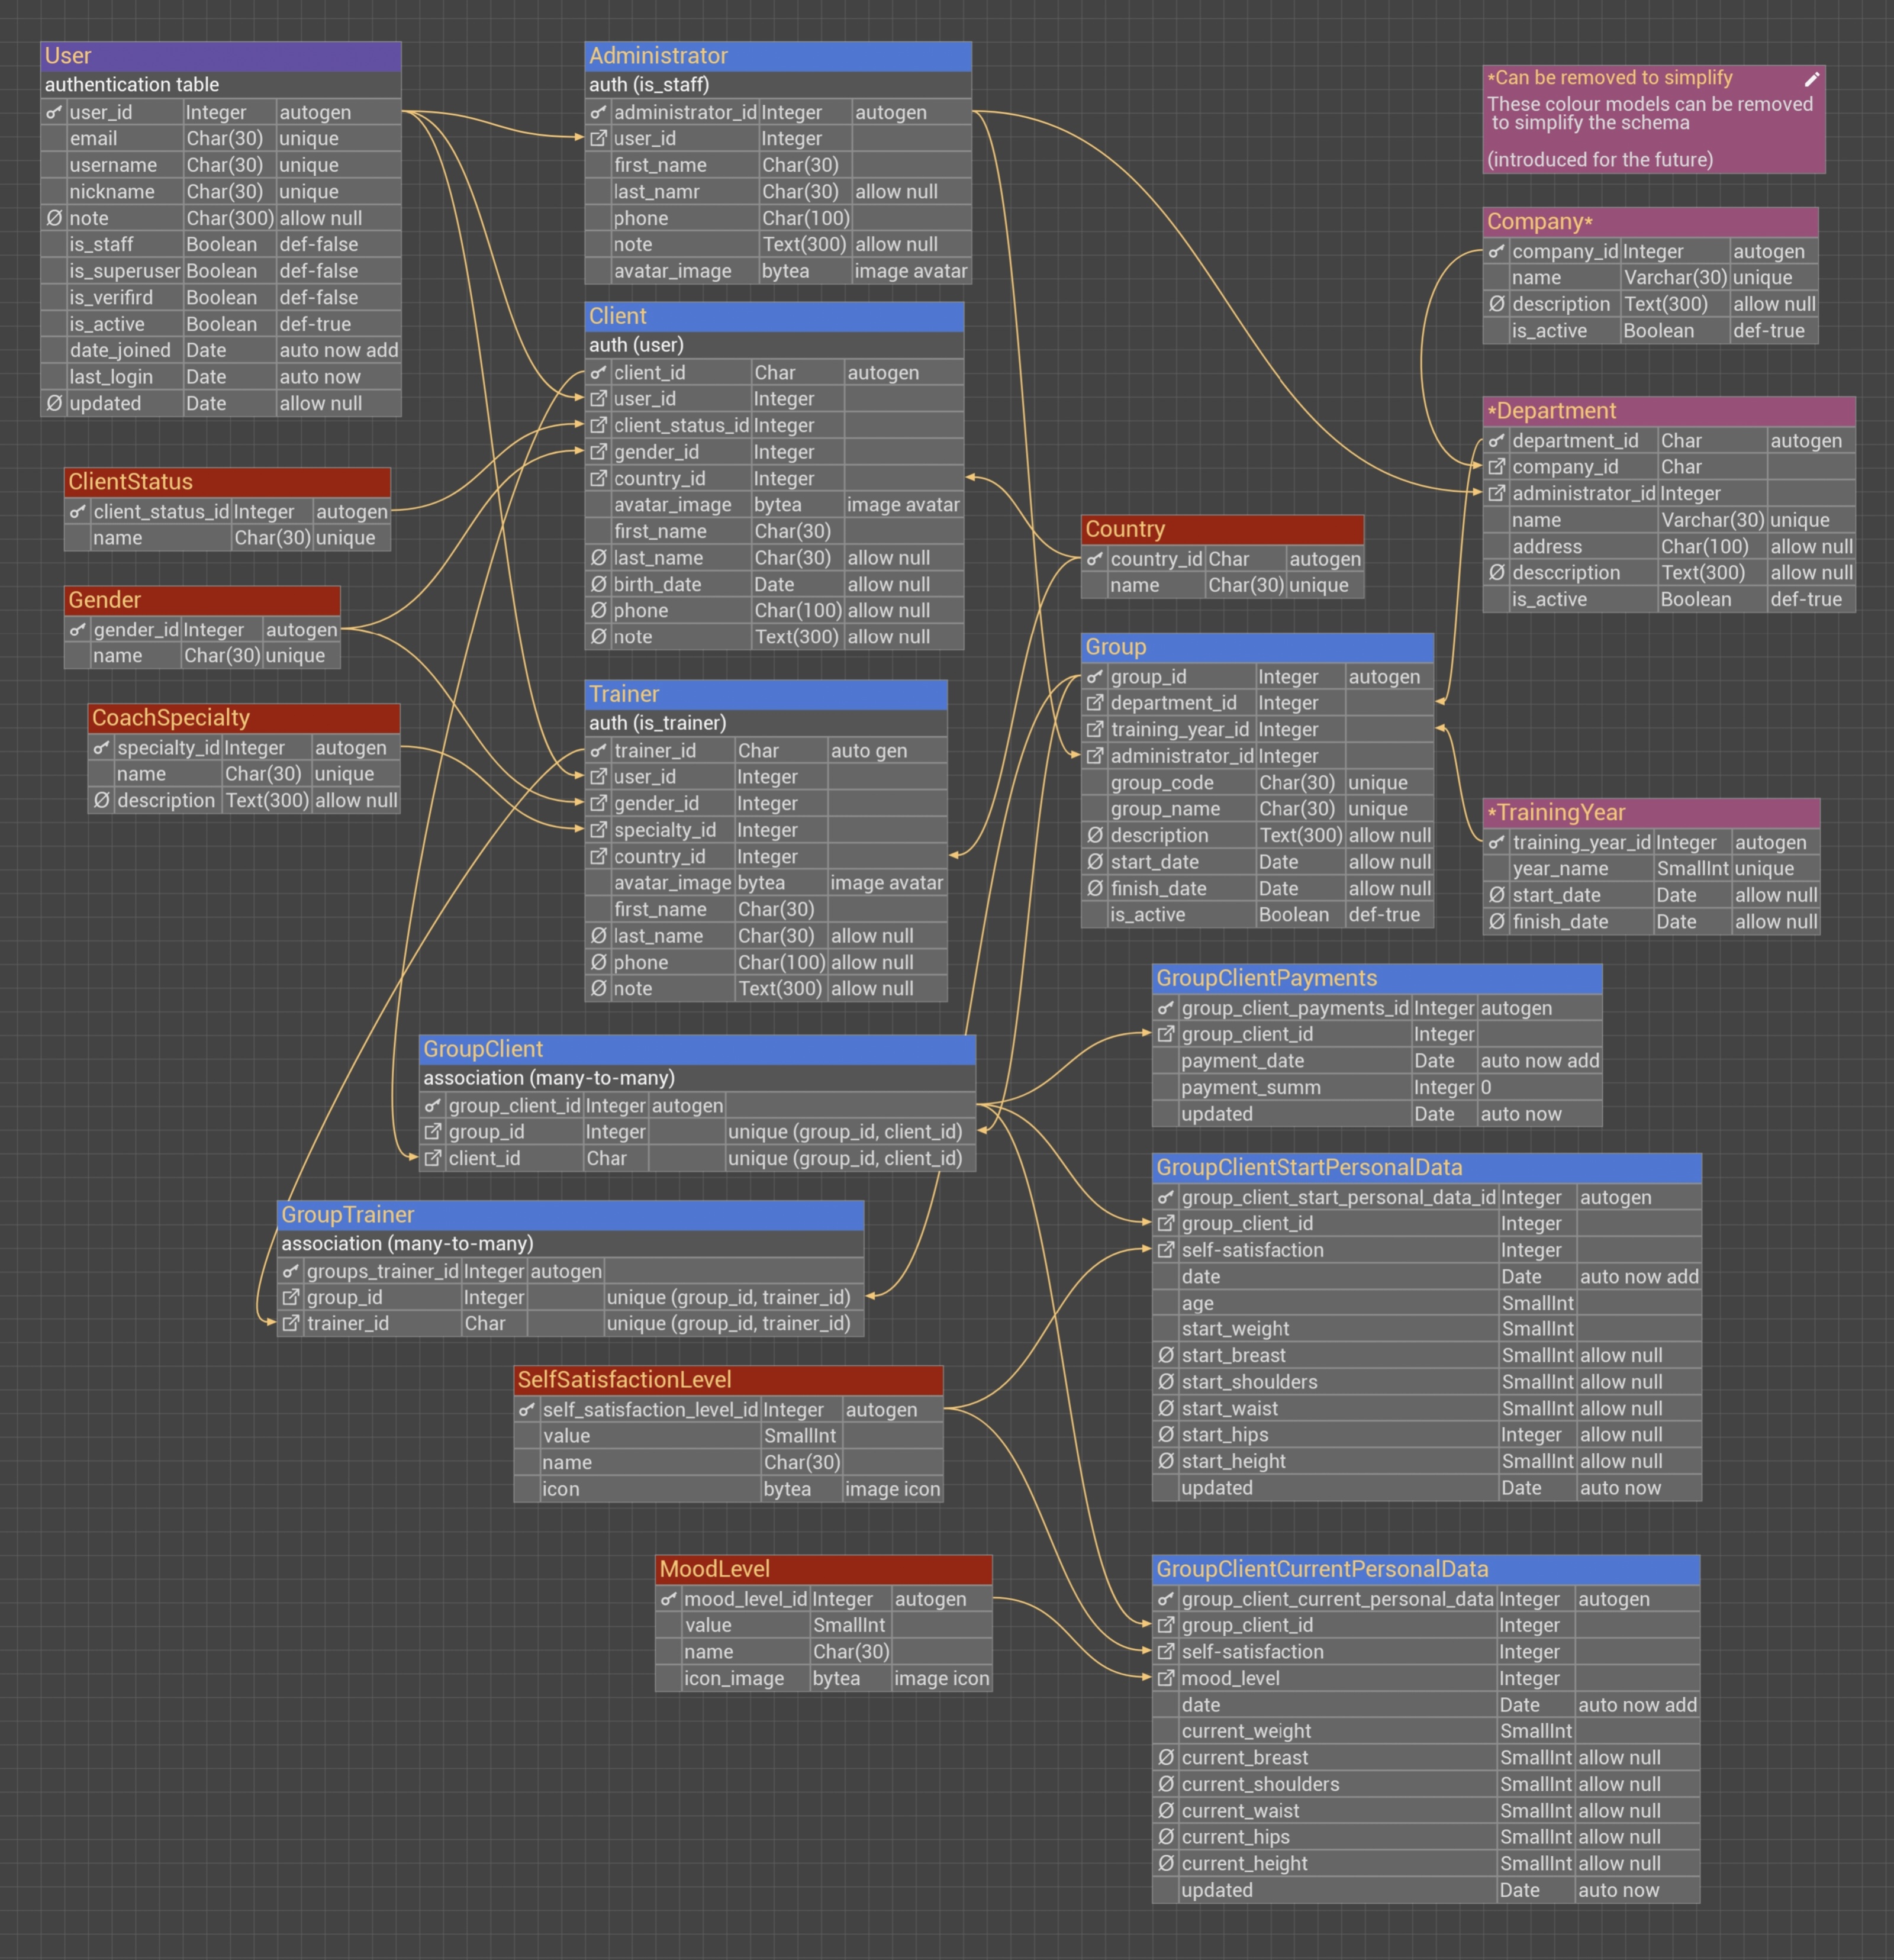 User
authentication table
user_id Integer autogen
email Char(30) unique
username Char(30) unique
nickname Char(30) unique
Ø note Char(300) allow null
is_staff Boolean def-false
is_superuser Boolean def-false
is_verifird Boolean def-false
is_active Boolean def-true
date_joined Date auto now add
last_login Date auto now
Ø updated Date allow null
ClientStatus
client_status_id Integer autogen
name Char(30) unique
Gender
gender_id Integer autogen
name Char(30) unique
CoachSpecialty
specialty_id Integer autogen
name Char(30) unique
Ø description Text(300) allow null
Administrator
auth (is_staff)
administrator_id Integer autogen
user_id Integer
first_name Char(30)
last_namr Char(30) allow null
phone Char(100)
note Text(300) allow null
avatar_image bytea image avatar
Client
auth (user)
client_id Char autogen
user_id Integer
client_status_id Integer
gender_id Integer
country_id Integer
avatar_image bytea image avatar
first_name Char(30)
Ø last_name Char(30) allow null
Ø birth_date Date allow null
Ø phone Char(100) allow null
Ø note Text(300) allow null
Trainer
auth (is_trainer)
trainer_id Char auto gen
user_id Integer
gender_id Integer
specialty_id Integer
country_id Integer
avatar_image bytea image avatar
first_name Char(30)
Ø last_name Char(30) allow null
Ø phone Char(100) allow null
Ø note Text(300) allow null
*Can be removed to simplify
These colour models can be removed
to simplify the schema
(introduced for the future)
Company*
company_id Integer autogen
name Varchar(30) unique
Ø description Text(300) allow null
is_active Boolean def-true
*Department
department_id Char autogen
company_id Char
administrator_id Integer
name Varchar(30) unique
address Char(100) allow null
Ø desccription Text(300) allow null
is_active Boolean def-true
Country
country_id Char autogen
name Char(30) unique
Group
group_id Integer autogen
department_id Integer
training_year_id Integer
administrator_id Integer
group_code Char(30) unique
group_name Char(30) unique
Ø description Text(300) allow null
Ø start_date Date allow null
Ø finish_date Date allow null
is_active Boolean def-true
*TrainingYear
training_year_id Integer autogen
year_name SmallInt unique
Ø start_date Date allow null
Ø finish_date Date allow null
GroupClient
association (many-to-many)
group_client_id Integer autogen
group_id Integer unique (group_id, client_id)
client_id Char unique (group_id, client_id)
GroupTrainer
association (many-to-many)
groups_trainer_id Integer autogen
group_id Integer unique (group_id, trainer_id)
trainer_id Char unique (group_id, trainer_id)
GroupClientPayments
group_client_payments_id Integer autogen
group_client_id Integer
payment_date Date auto now add
payment_summ Integer 0
updated Date auto now
GroupClientStartPersonalData
group_client_start_personal_data_id Integer autogen
group_client_id Integer
self-satisfaction Integer
date Date auto now add
age SmallInt
start_weight SmallInt
Ø start_breast SmallInt allow null
Ø start_shoulders SmallInt allow null
Ø start_waist SmallInt allow null
Ø start_hips Integer allow null
Ø start_height SmallInt allow null
updated Date auto now
SelfSatisfactionLevel
self_satisfaction_level_id Integer autogen
value SmallInt
name Char(30)
icon bytea image icon
MoodLevel
mood_level_id Integer autogen
value SmallInt
name Char(30)
icon_image bytea image icon
GroupClientCurrentPersonalData
group_client_current_personal_data Integer autogen
group_client_id Integer
self-satisfaction Integer
mood_level Integer
date Date auto now add
current_weight SmallInt
Ø current_breast SmallInt allow null
Ø current_shoulders SmallInt allow null
Ø current_waist SmallInt allow null
Ø current_hips SmallInt allow null
Ø current_height SmallInt allow null
updated Date auto now